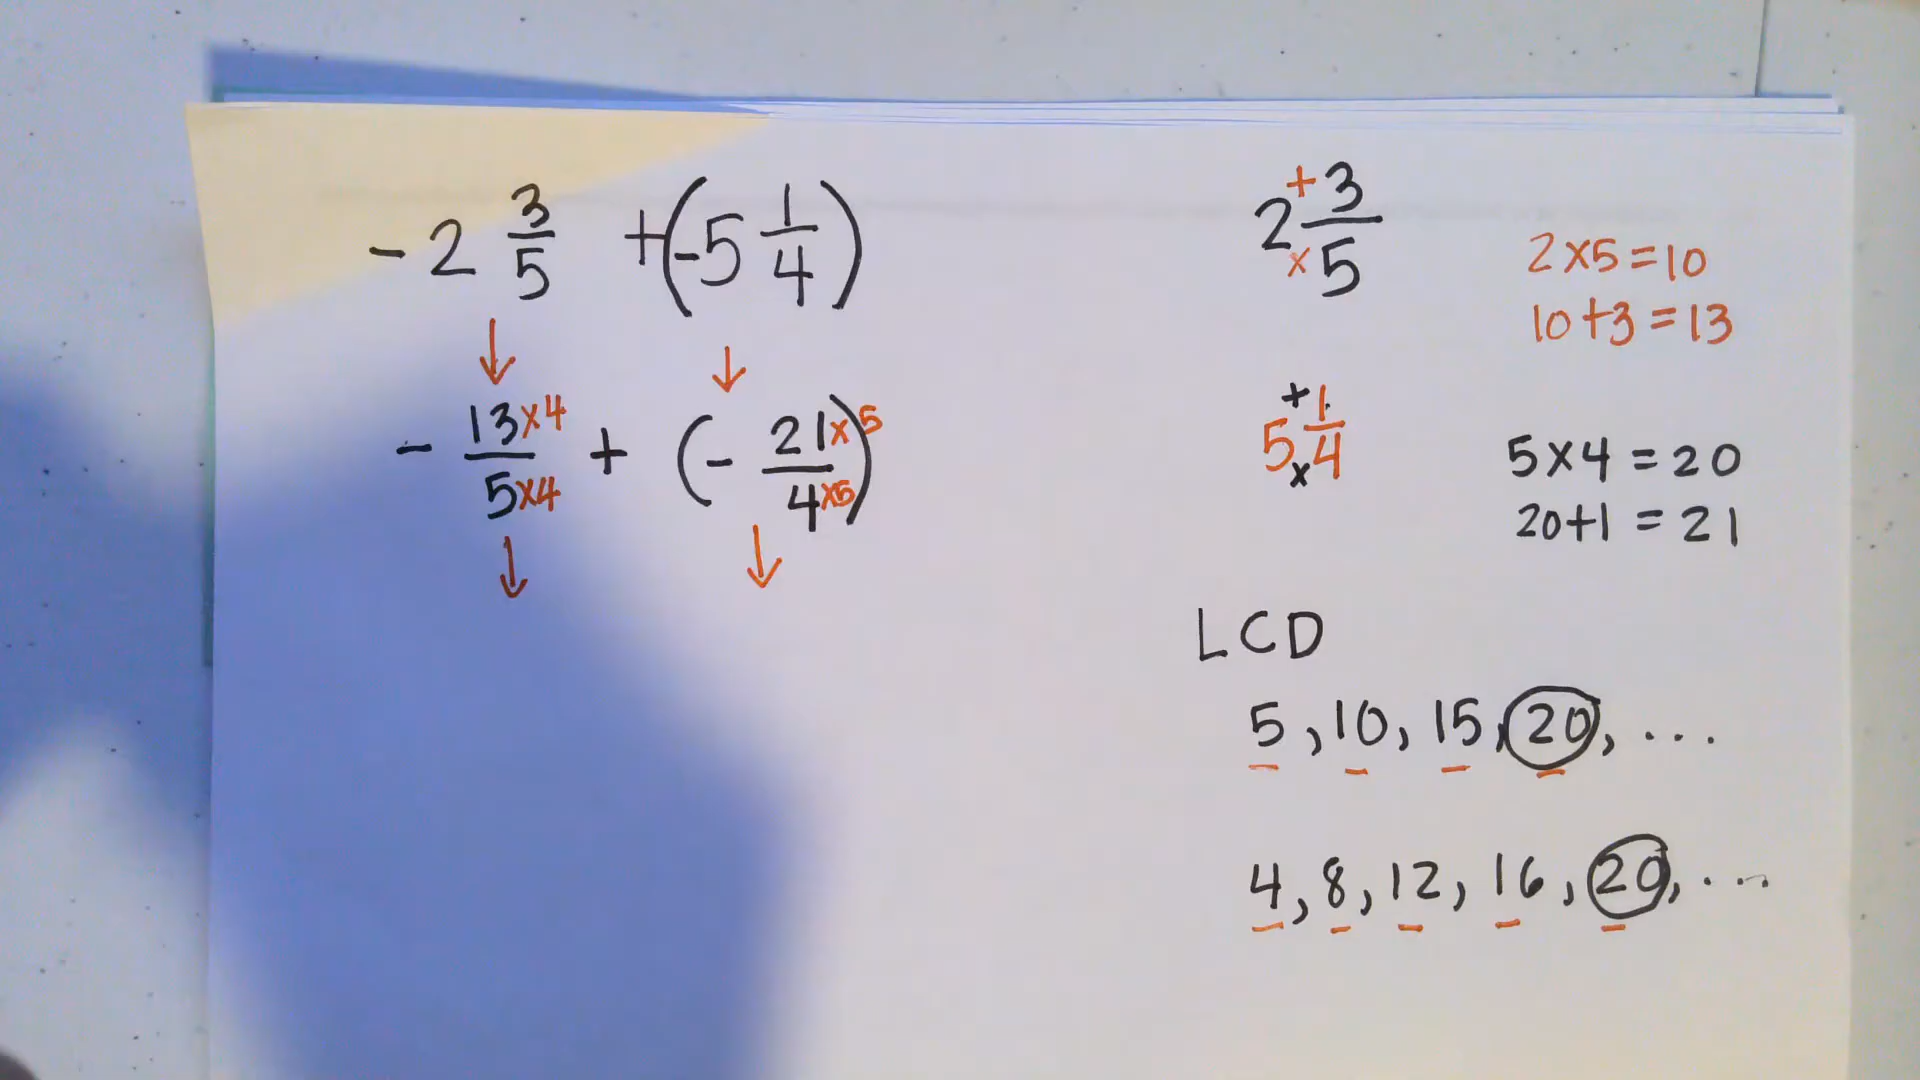 -2 3/5 + (-5 1/4)
- 13×4/5×4 + (- 21×5/4×5)
2 + 3/× 5
2×5=10
10+3=13
5 + 1/× 4
5×4=20
20+1=21
LCD
5, 10, 15, 20, ...
4, 8, 12, 16, 20, ...